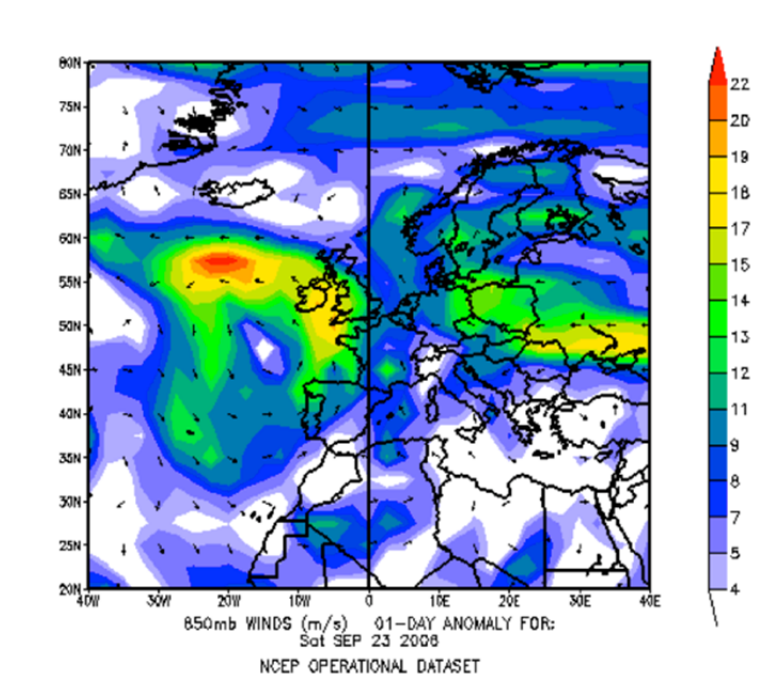 80N
75N
70N
65N
60N
55N
50N
45N
40N
35N
30N
25N
20N
40W 30W 20W 10W 0 10E 20E 30E 40E
22
20
19
18
17
15
14
13
12
11
9
8
7
5
4
850mb WINDS (m/s) 01-DAY ANOMALY FOR:
Sat SEP 23 2006
NCEP OPERATIONAL DATASET